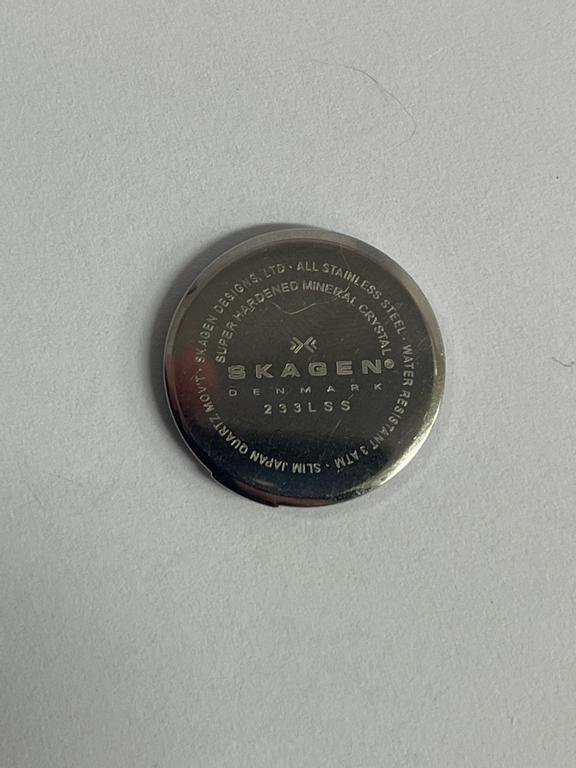 SKAGEN DESIGNS, LTD · ALL STAINLESS STEEL · WATER RESISTANT 3 ATM · SLIM JAPAN QUARTZ MOV'T ·
SUPER HARDENED MINERAL CRYSTAL
SKAGEN®
DENMARK
233LSS